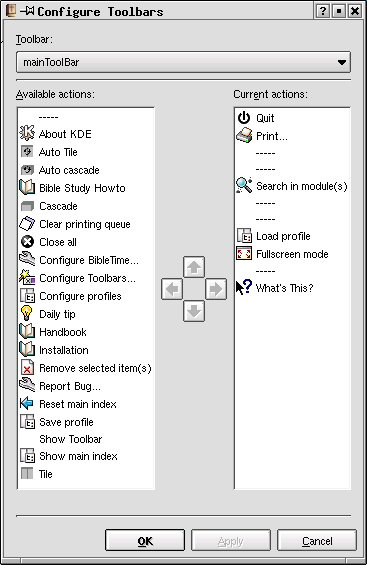 Configure Toolbars
Toolbar:
mainToolBar
Available actions:
-----
About KDE
Auto Tile
Auto cascade
Bible Study Howto
Cascade
Clear printing queue
Close all
Configure BibleTime...
Configure Toolbars...
Configure profiles
Daily tip
Handbook
Installation
Remove selected item(s)
Report Bug...
Reset main index
Save profile
Show Toolbar
Show main index
Tile
Current actions:
Quit
Print...
-----
-----
Search in module(s)
-----
-----
Load profile
Fullscreen mode
-----
What's This?
OK
Apply
Cancel